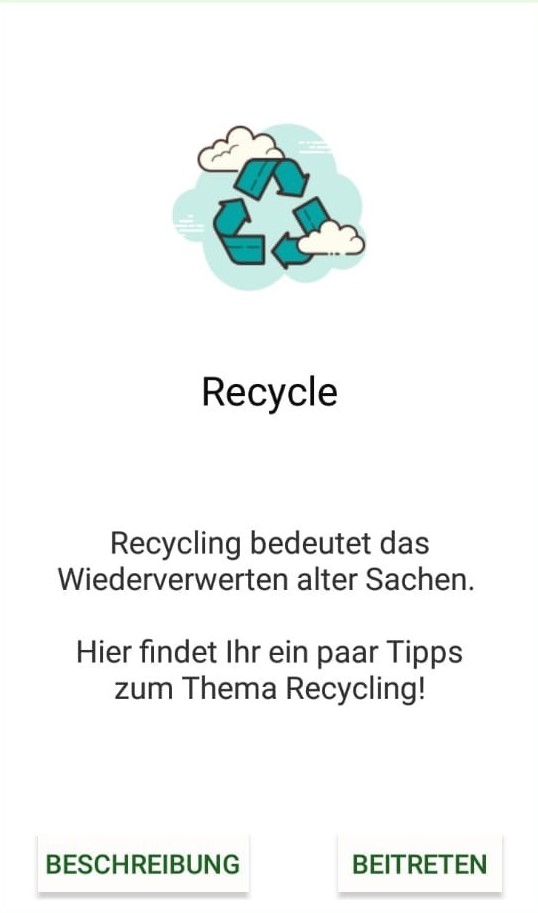 Recycle
Recycling bedeutet das
Wiederverwerten alter Sachen.
Hier findet Ihr ein paar Tipps
zum Thema Recycling!
BESCHREIBUNG
BEITRETEN